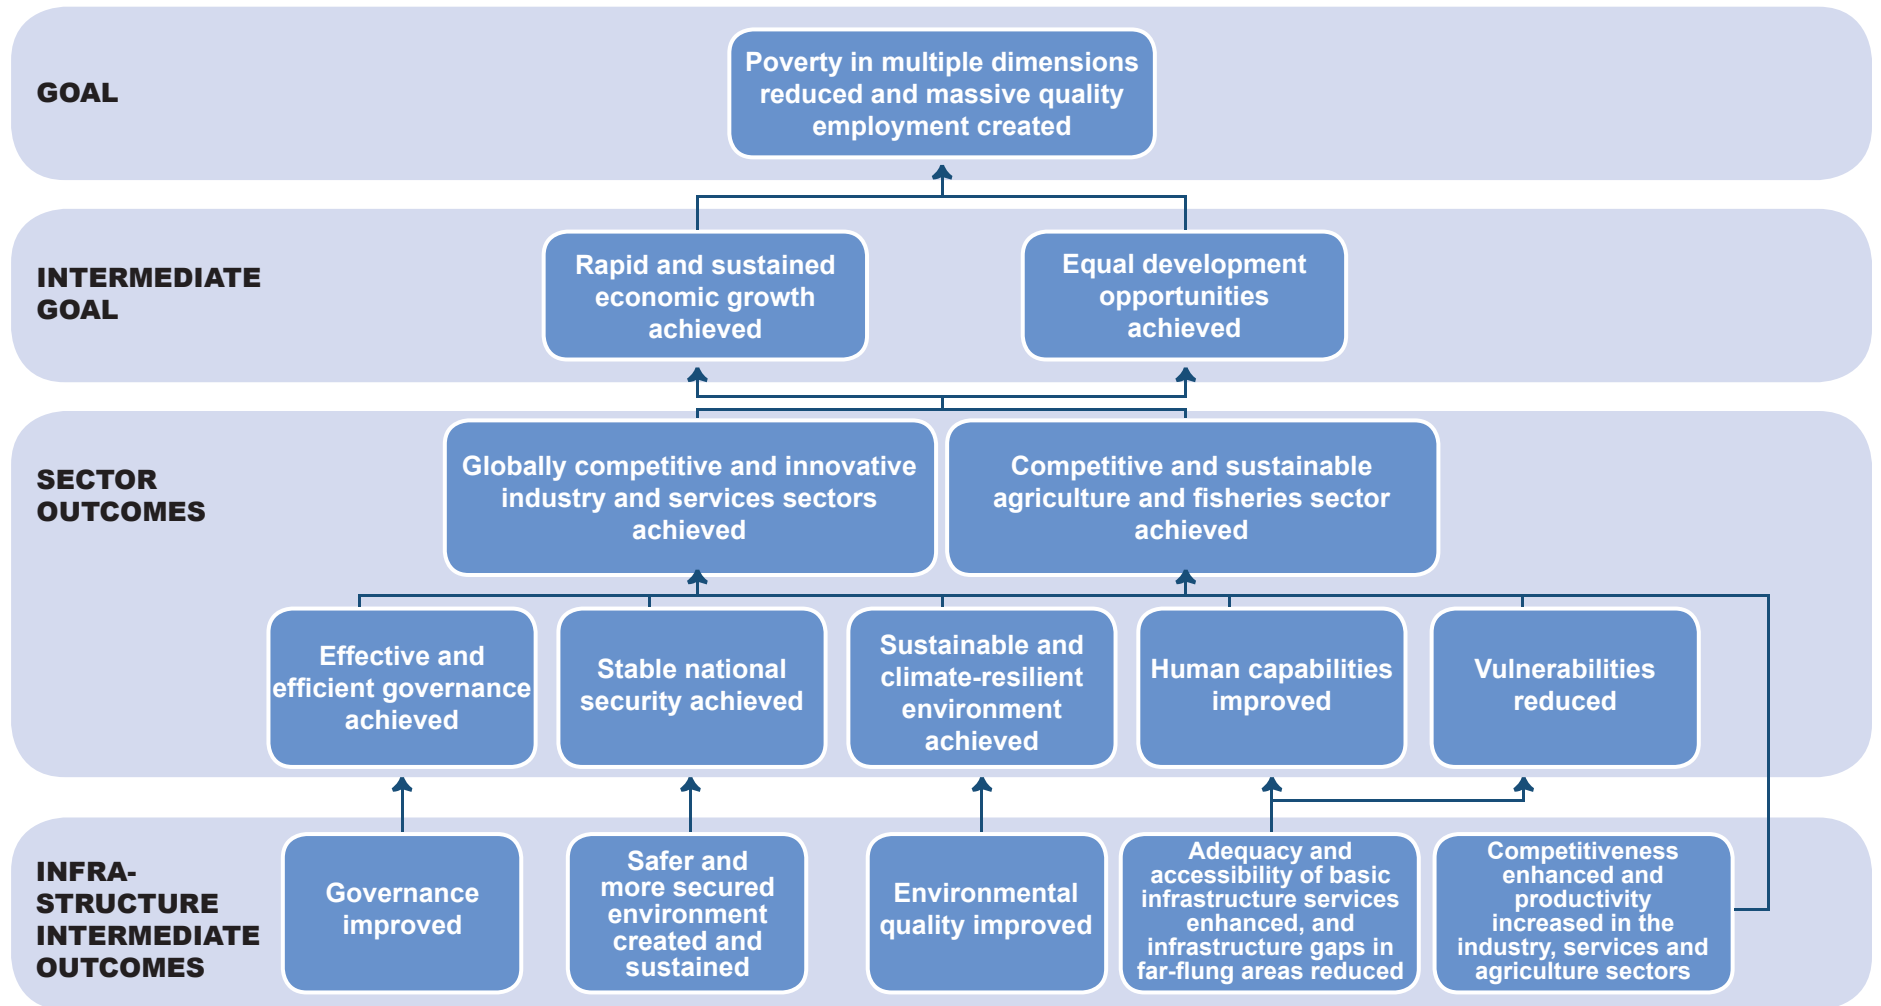 GOAL
Poverty in multiple dimensions
reduced and massive quality
employment created
INTERMEDIATE
GOAL
Rapid and sustained
economic growth
achieved
Equal development
opportunities
achieved
SECTOR
OUTCOMES
Globally competitive and innovative
industry and services sectors
achieved
Competitive and sustainable
agriculture and fisheries sector
achieved
Effective and
efficient governance
achieved
Stable national
security achieved
Sustainable and
climate-resilient
environment
achieved
Human capabilities
improved
Vulnerabilities
reduced
INFRA-
STRUCTURE
INTERMEDIATE
OUTCOMES
Governance
improved
Safer and
more secured
environment
created and
sustained
Environmental
quality improved
Adequacy and
accessibility of basic
infrastructure services
enhanced, and
infrastructure gaps in
far-flung areas reduced
Competitiveness
enhanced and
productivity
increased in the
industry, services and
agriculture sectors